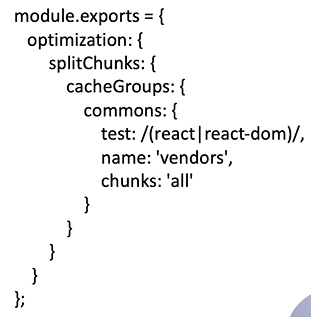 module.exports = {
optimization: {
splitChunks: {
cacheGroups: {
commons: {
test: /(react|react-dom)/,
name: 'vendors',
chunks: 'all'
}
}
}
}
};